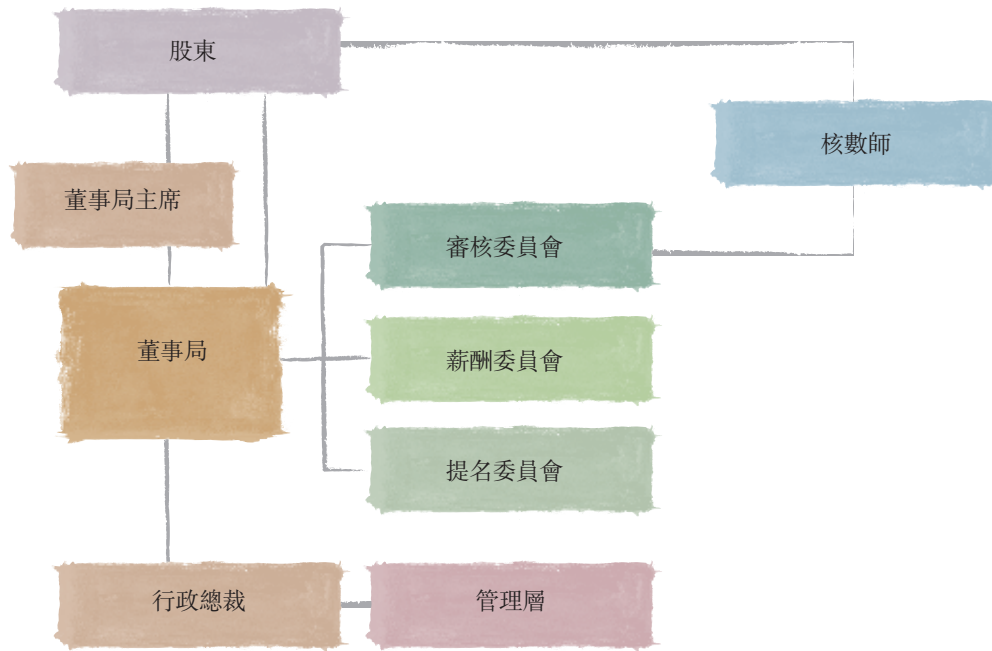 股東
核數師
董事局主席
審核委員會
董事局
薪酬委員會
提名委員會
行政總裁
管理層